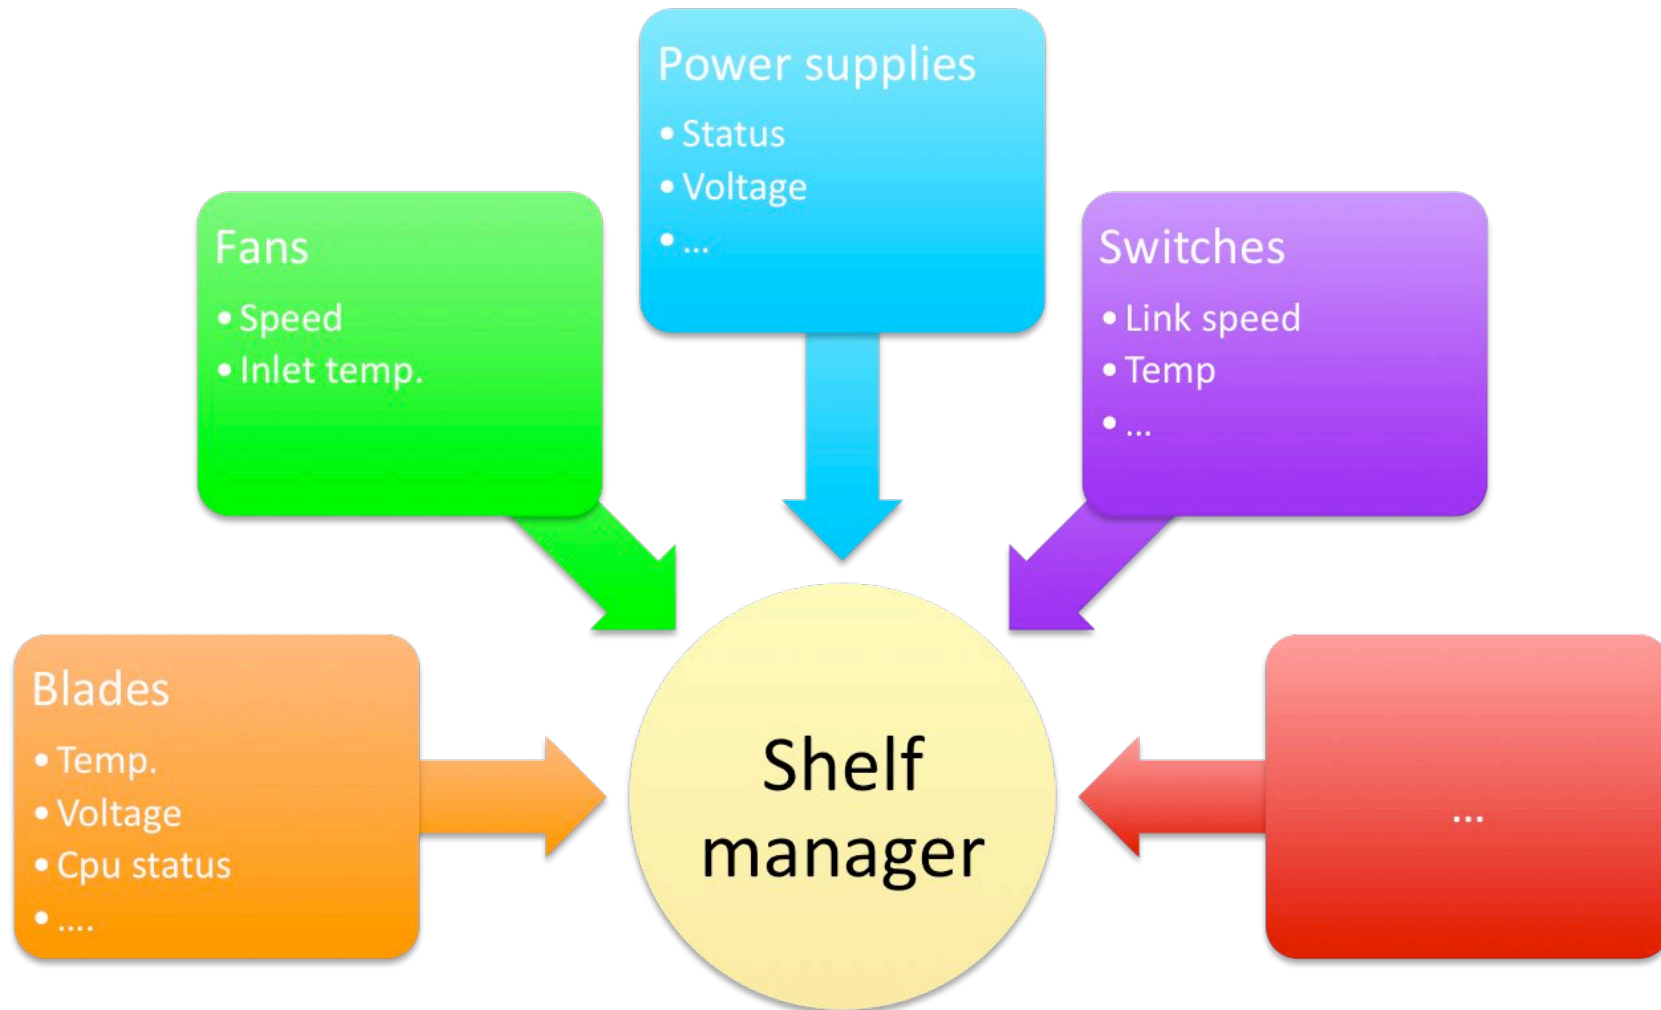 Power supplies
• Status
• Voltage
• ...
Fans
• Speed
• Inlet temp.
Switches
• Link speed
• Temp
• ...
Blades
• Temp.
• Voltage
• Cpu status
• ....
Shelf
manager
...